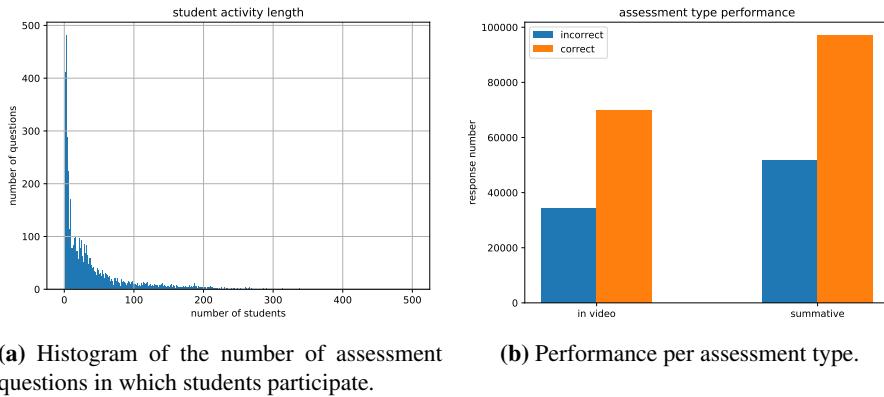 student activity length
500
400
300
200
100
0
number of questions
0 100 200 300 400 500
number of students
(a) Histogram of the number of assessment
questions in which students participate.
assessment type performance
incorrect
correct
100000
80000
60000
40000
20000
0
response number
in video summative
(b) Performance per assessment type.